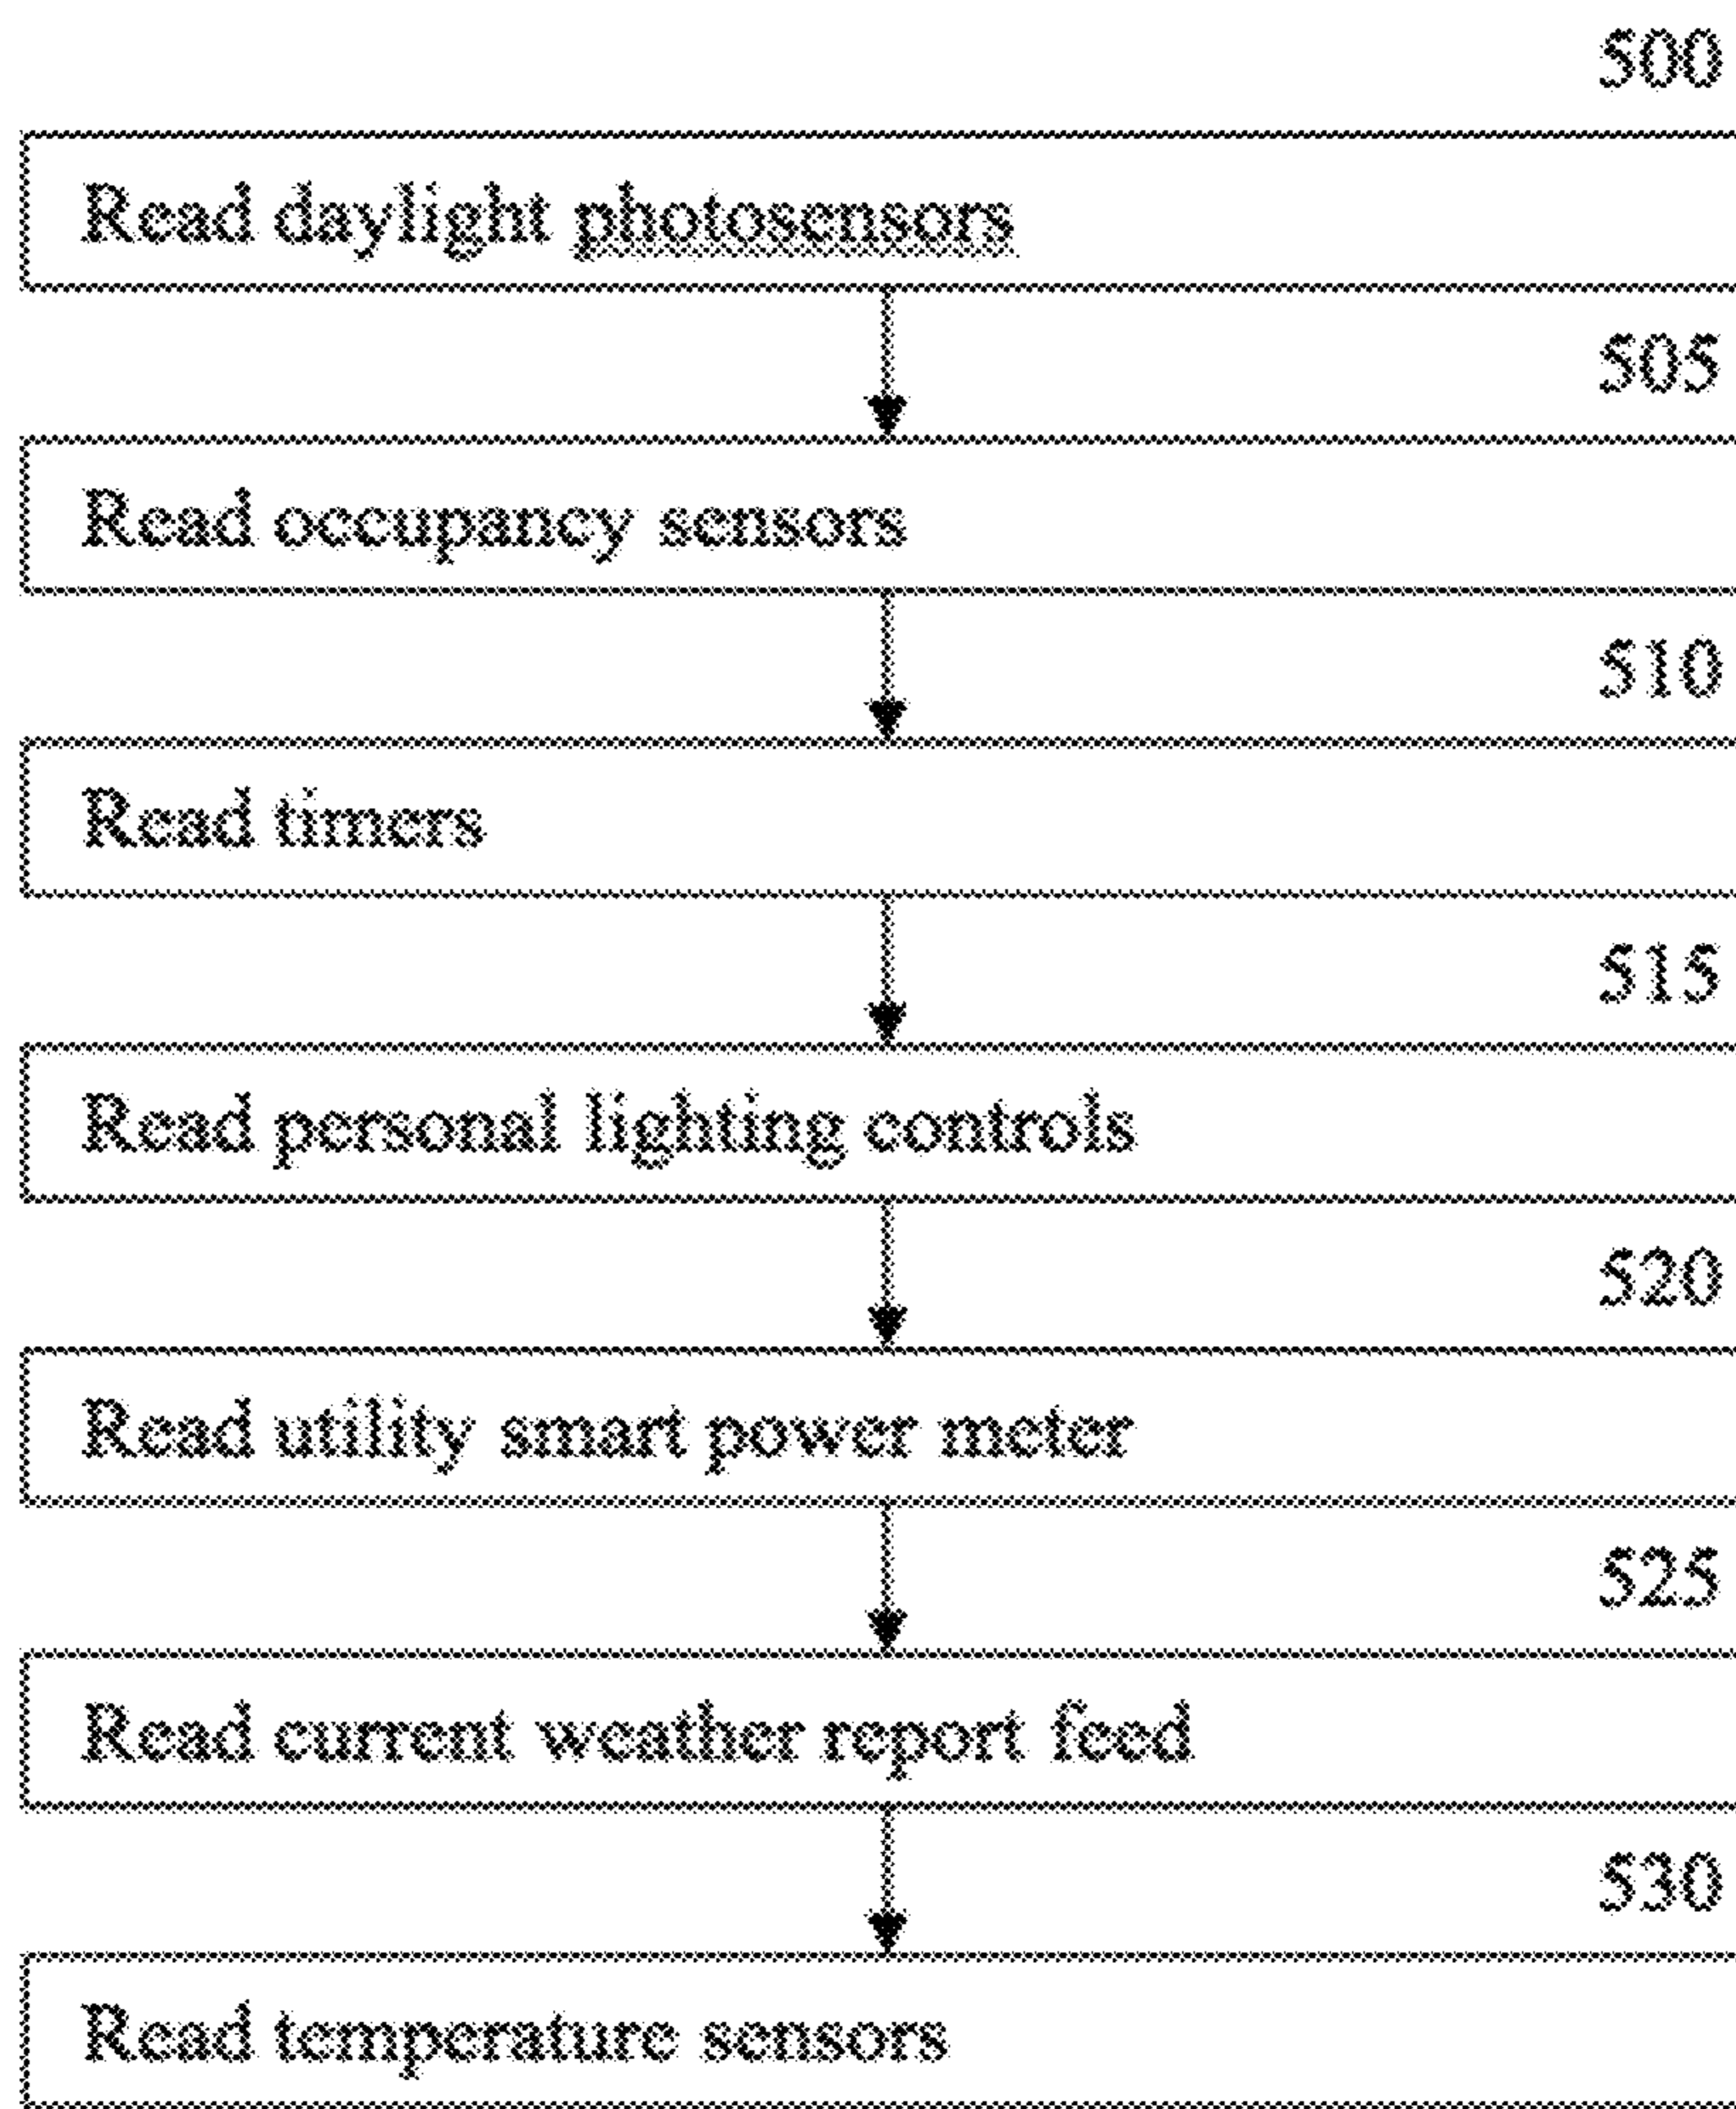 500
Read daylight photosensors
505
Read occupancy sensors
510
Read timers
515
Read personal lighting controls
520
Read utility smart power meter
525
Read current weather report feed
530
Read temperature sensors